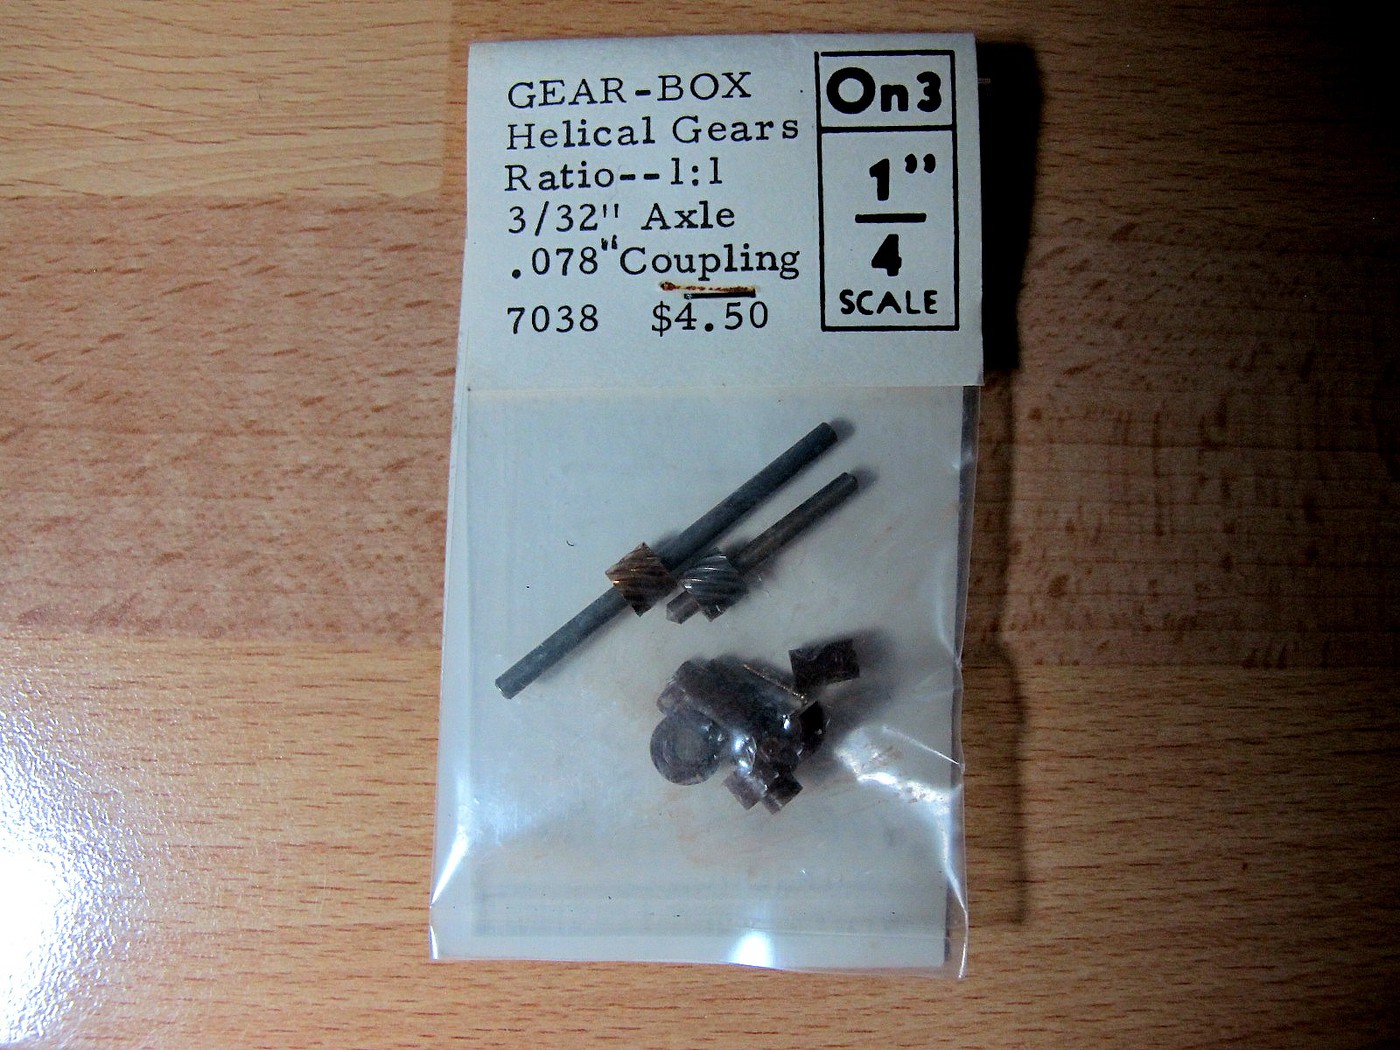 GEAR-BOX
Helical Gears
Ratio--1:1
3/32" Axle
.078" Coupling
7038 $4.50
On3
1"
4
SCALE